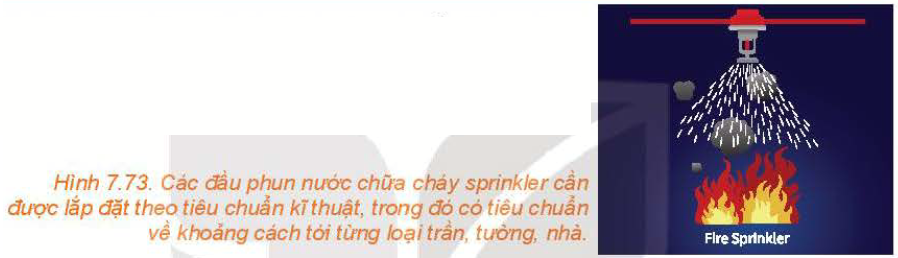 Hình 7.73. Các đầu phun nước chữa cháy sprinkler cần
được lắp đặt theo tiêu chuẩn kĩ thuật, trong đó có tiêu chuẩn
về khoảng cách tới từng loại trần, tường, nhà.
Fire Sprinkler